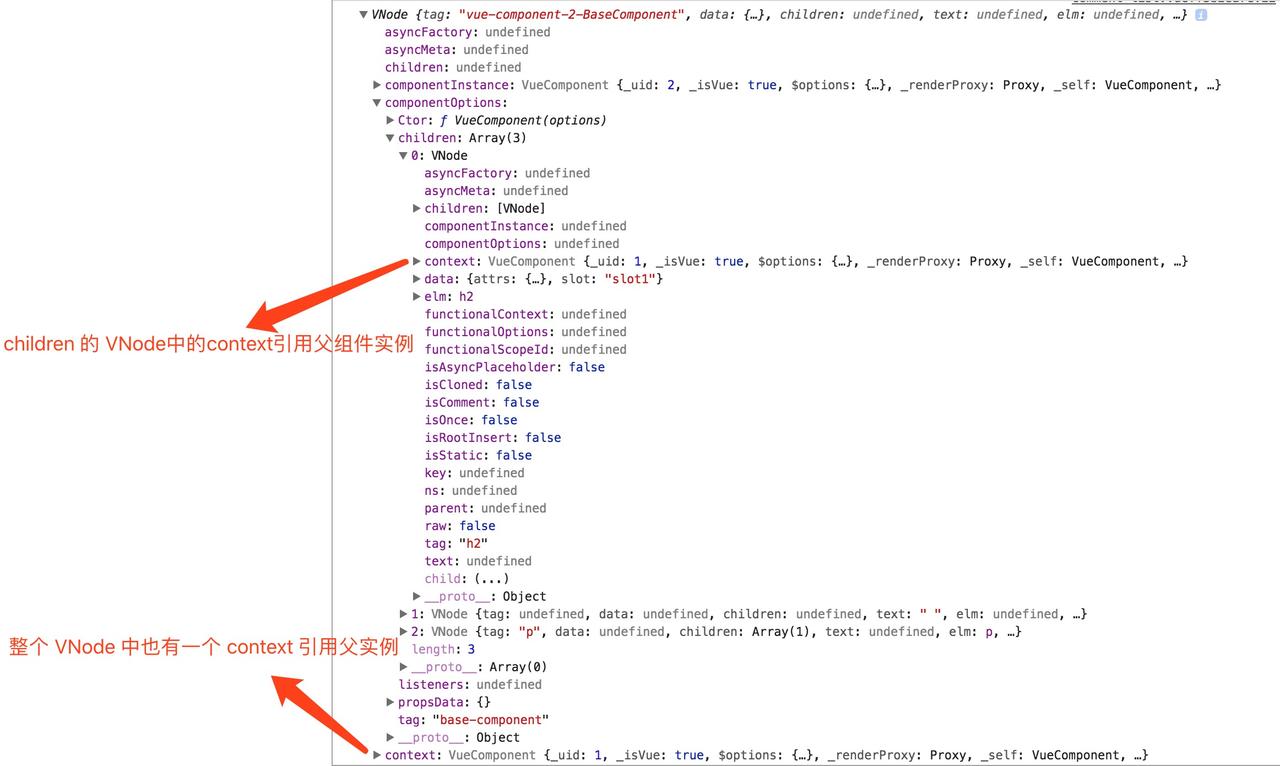 VNode {tag: "vue-component-2-BaseComponent", data: {…}, children: undefined, text: undefined, elm: undefined, …}
asyncFactory: undefined
asyncMeta: undefined
children: undefined
componentInstance: VueComponent {_uid: 2, _isVue: true, $options: {…}, _renderProxy: Proxy, _self: VueComponent, …}
componentOptions:
Ctor: ƒ VueComponent(options)
children: Array(3)
0: VNode
asyncFactory: undefined
asyncMeta: undefined
children: [VNode]
componentInstance: undefined
componentOptions: undefined
context: VueComponent {_uid: 1, _isVue: true, $options: {…}, _renderProxy: Proxy, _self: VueComponent, …}
data: {attrs: {…}, slot: "slot1"}
elm: h2
functionalContext: undefined
functionalOptions: undefined
children 的 VNode中的context引用父组件实例
functionalScopeId: undefined
isAsyncPlaceholder: false
isCloned: false
isComment: false
isOnce: false
isRootInsert: false
isStatic: false
key: undefined
ns: undefined
parent: undefined
raw: false
tag: "h2"
text: undefined
child: (...)
__proto__: Object
1: VNode {tag: undefined, data: undefined, children: undefined, text: " ", elm: undefined, …}
2: VNode {tag: "p", data: undefined, children: Array(1), text: undefined, elm: p, …}
整个 VNode 中也有一个 context 引用父实例
length: 3
__proto__: Array(0)
listeners: undefined
propsData: {}
tag: "base-component"
__proto__: Object
context: VueComponent {_uid: 1, _isVue: true, $options: {…}, _renderProxy: Proxy, _self: VueComponent, …}